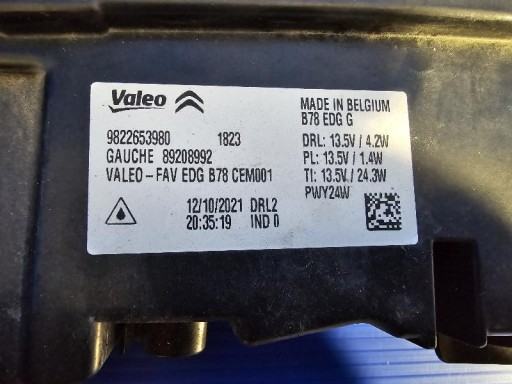 Valeo
MADE IN BELGIUM
B78 EDG G
9822653980 1823
GAUCHE 89208992
VALEO-FAV EDG B78 CEM001
DRL: 13.5V/4.2W
PL: 13.5V/1.4W
TI: 13.5V/24.3W
PWY24W
12/10/2021 DRL2
20:35:19 IND 0